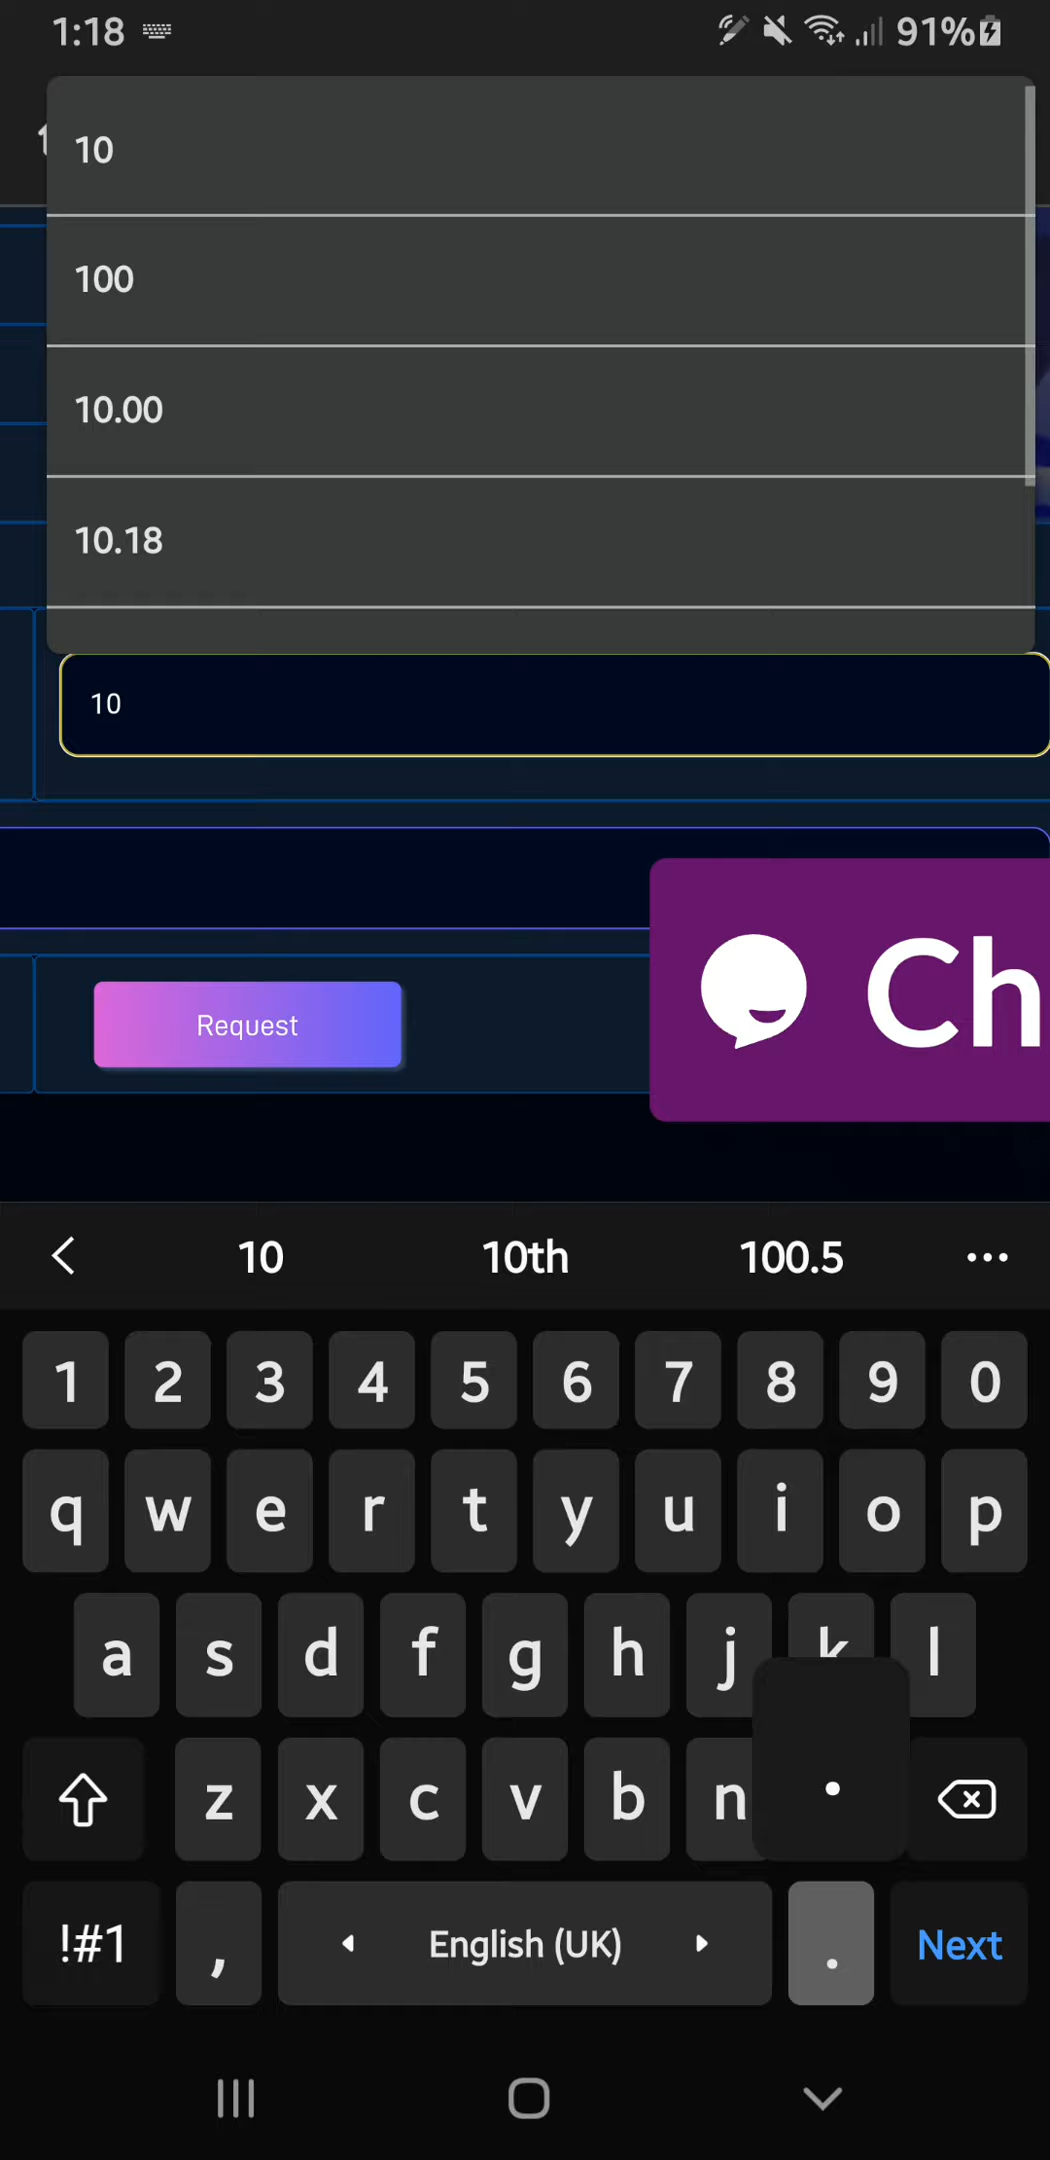 1:18
91%
10
100
10.00
10.18
10
Ch
Request
10
10th
100.5
1 2 3 4 5 6 7 8 9 0
q w e r t y u i o p
a s d f g h j k l
z x c v b n .
!#1 , English (UK) . Next